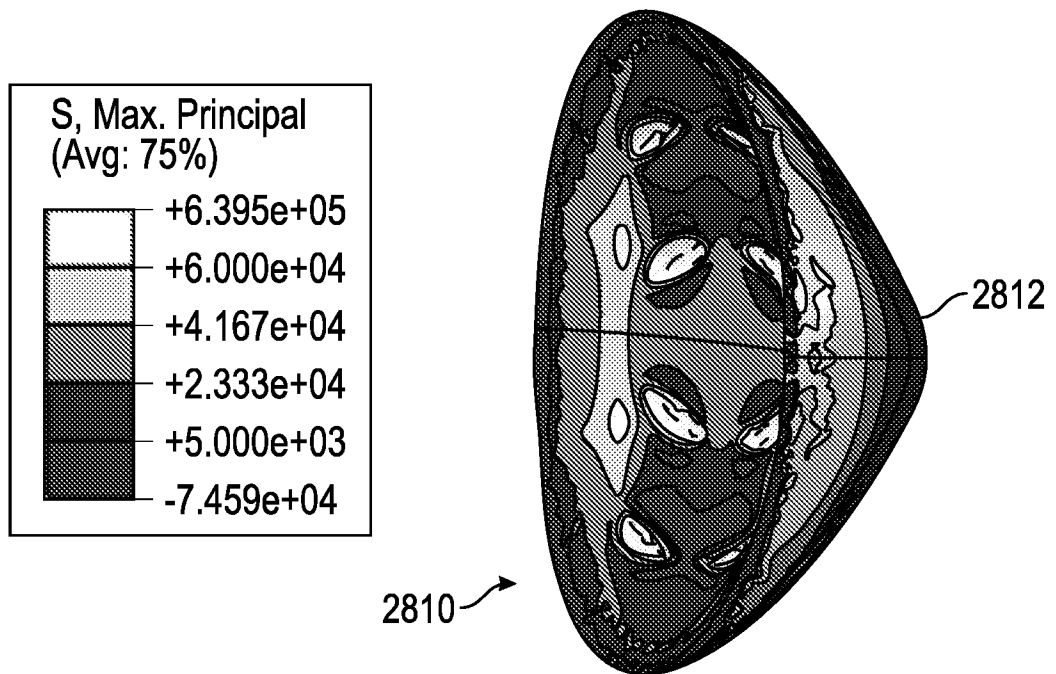 S, Max. Principal
(Avg: 75%)
+6.395e+05
+6.000e+04
+4.167e+04
+2.333e+04
+5.000e+03
-7.459e+04
2812
2810